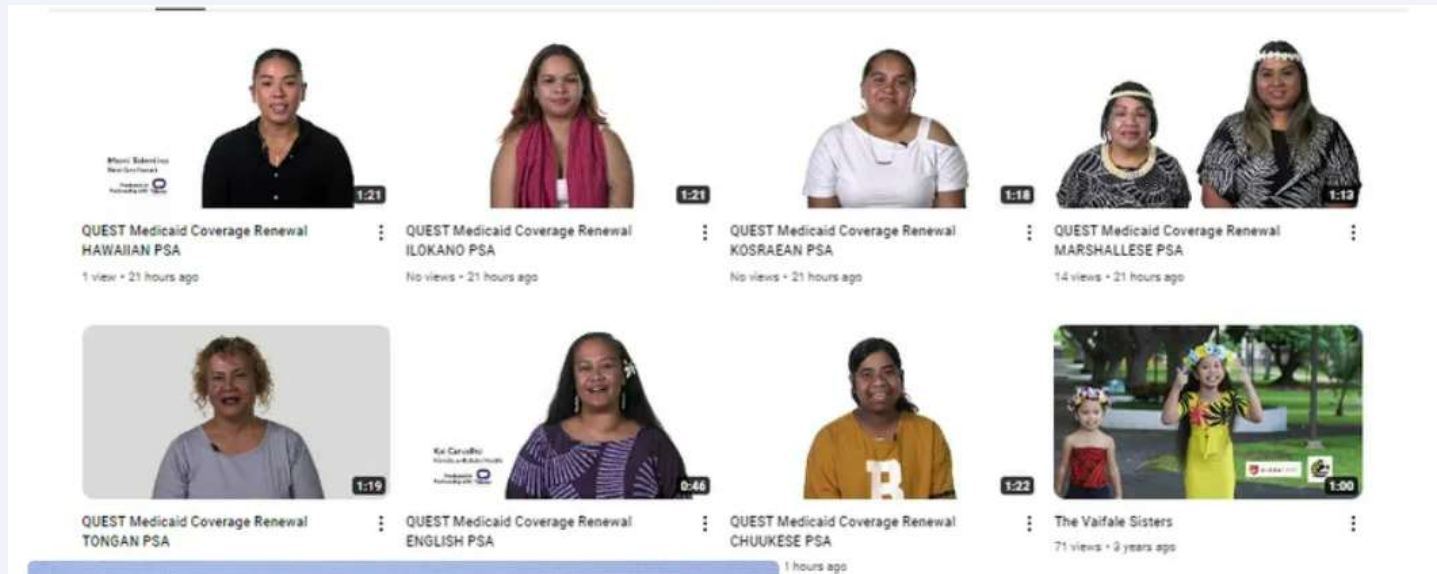 1:21
QUEST Medicaid Coverage Renewal
HAWAIIAN PSA
1 view • 21 hours ago
1:21
QUEST Medicaid Coverage Renewal
ILOKANO PSA
No views • 21 hours ago
1:18
QUEST Medicaid Coverage Renewal
KOSRAEAN PSA
No views • 21 hours ago
1:13
QUEST Medicaid Coverage Renewal
MARSHALLESE PSA
14 views • 21 hours ago
1:19
QUEST Medicaid Coverage Renewal
TONGAN PSA
Kai Carvalho
Produced in
Partnership with
0:46
QUEST Medicaid Coverage Renewal
ENGLISH PSA
B
1:22
QUEST Medicaid Coverage Renewal
CHUUKESE PSA
1 hours ago
1:00
The Vaifale Sisters
71 views • 3 years ago